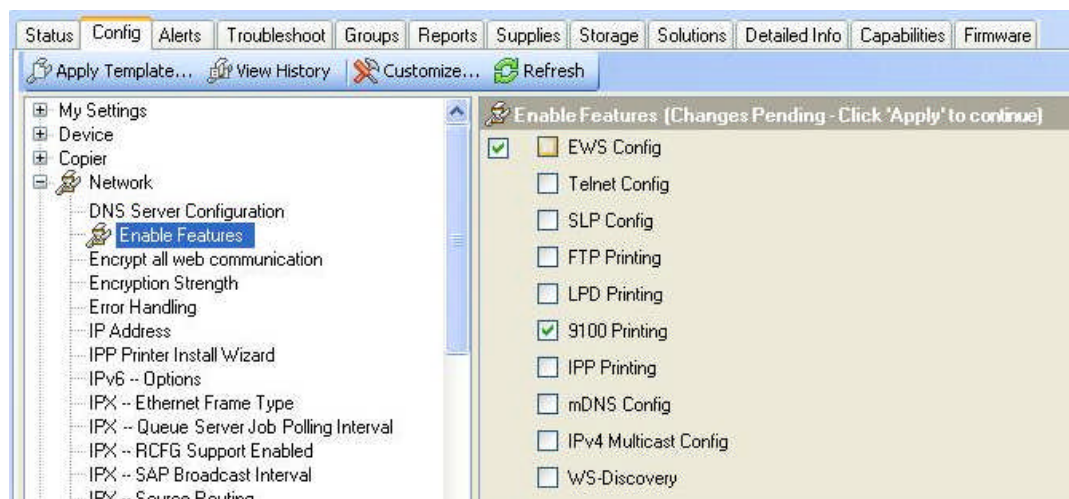 Status Config Alerts Troubleshoot Groups Reports Supplies Storage Solutions Detailed Info Capabilities Firmware
Apply Template... View History Customize... Refresh
My Settings
Device
Copier
Network
DNS Server Configuration
Enable Features
Encrypt all web communication
Encryption Strength
Error Handling
IP Address
IPP Printer Install Wizard
IPv6 -- Options
IPX -- Ethernet Frame Type
IPX -- Queue Server Job Polling Interval
IPX -- RCFG Support Enabled
IPX -- SAP Broadcast Interval
IPX -- Source Routing
Enable Features (Changes Pending - Click 'Apply' to continue)
EWS Config
Telnet Config
SLP Config
FTP Printing
LPD Printing
9100 Printing
IPP Printing
mDNS Config
IPv4 Multicast Config
WS-Discovery